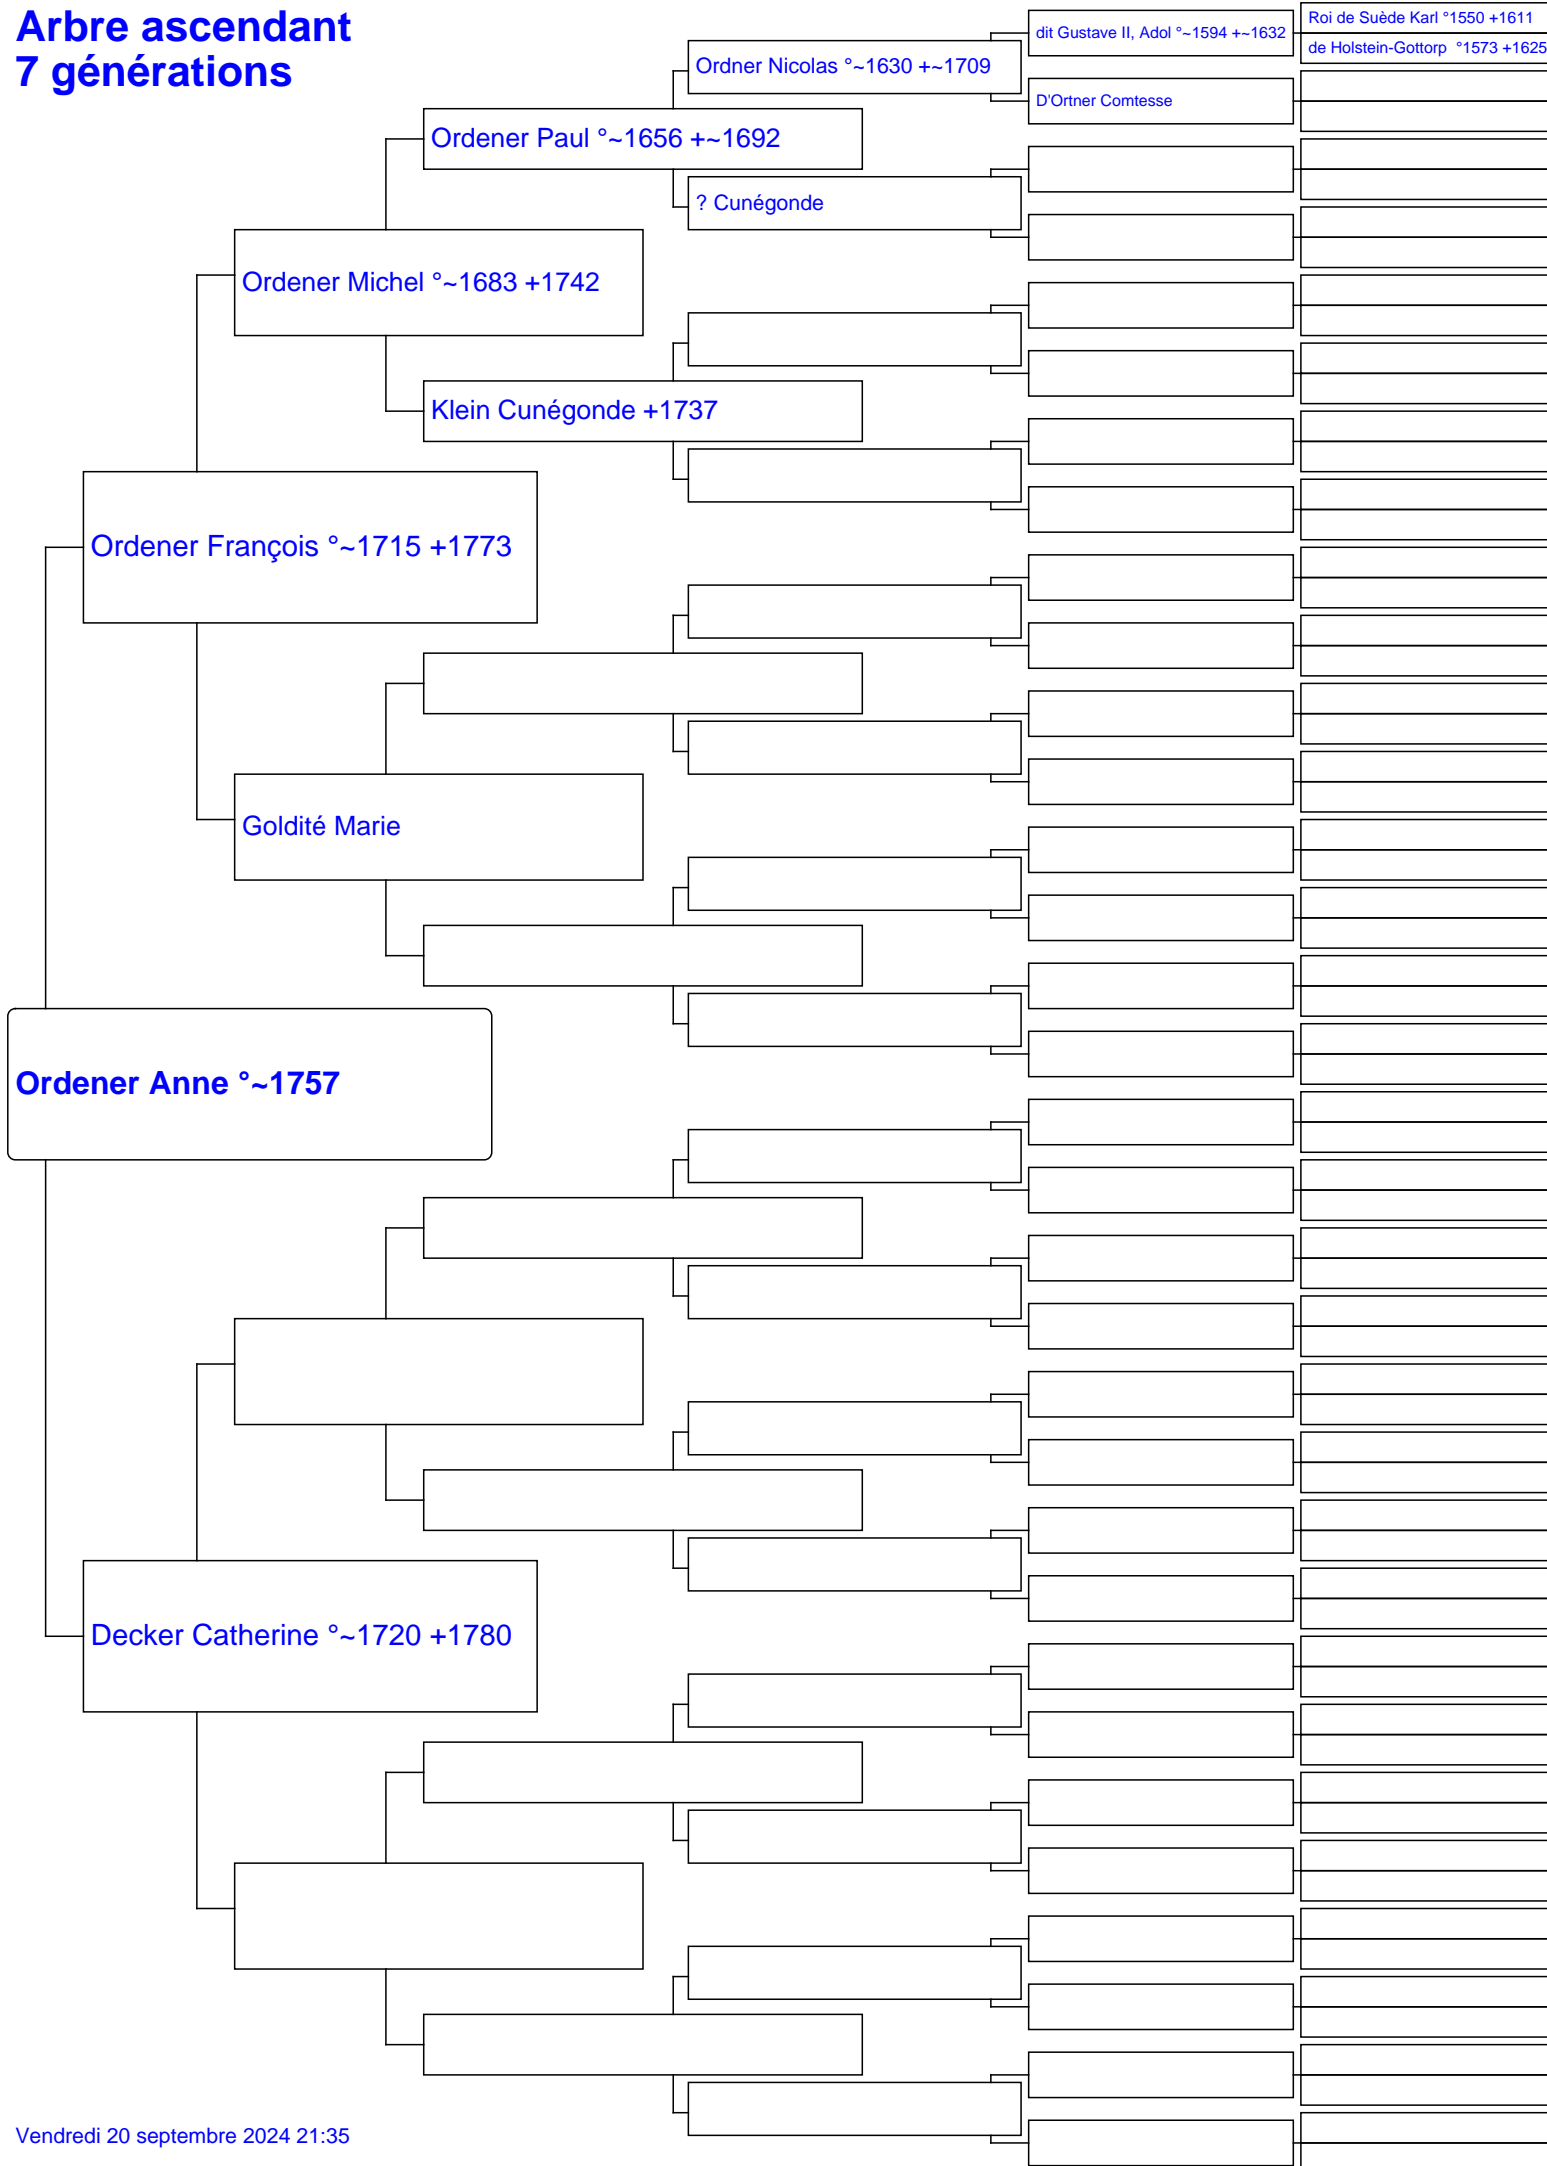 Arbre ascendant
7 générations
Roi de Suède Karl °1550 +1611
dit Gustave II, Adol °~1594 +~1632
de Holstein-Gottorp °1573 +1625
Ordner Nicolas °~1630 +~1709
D'Ortner Comtesse
Ordener Paul °~1656 +~1692
? Cunégonde
Ordener Michel °~1683 +1742
Klein Cunégonde +1737
Ordener François °~1715 +1773
Goldité Marie
Ordener Anne °~1757
Decker Catherine °~1720 +1780
Vendredi 20 septembre 2024 21:35